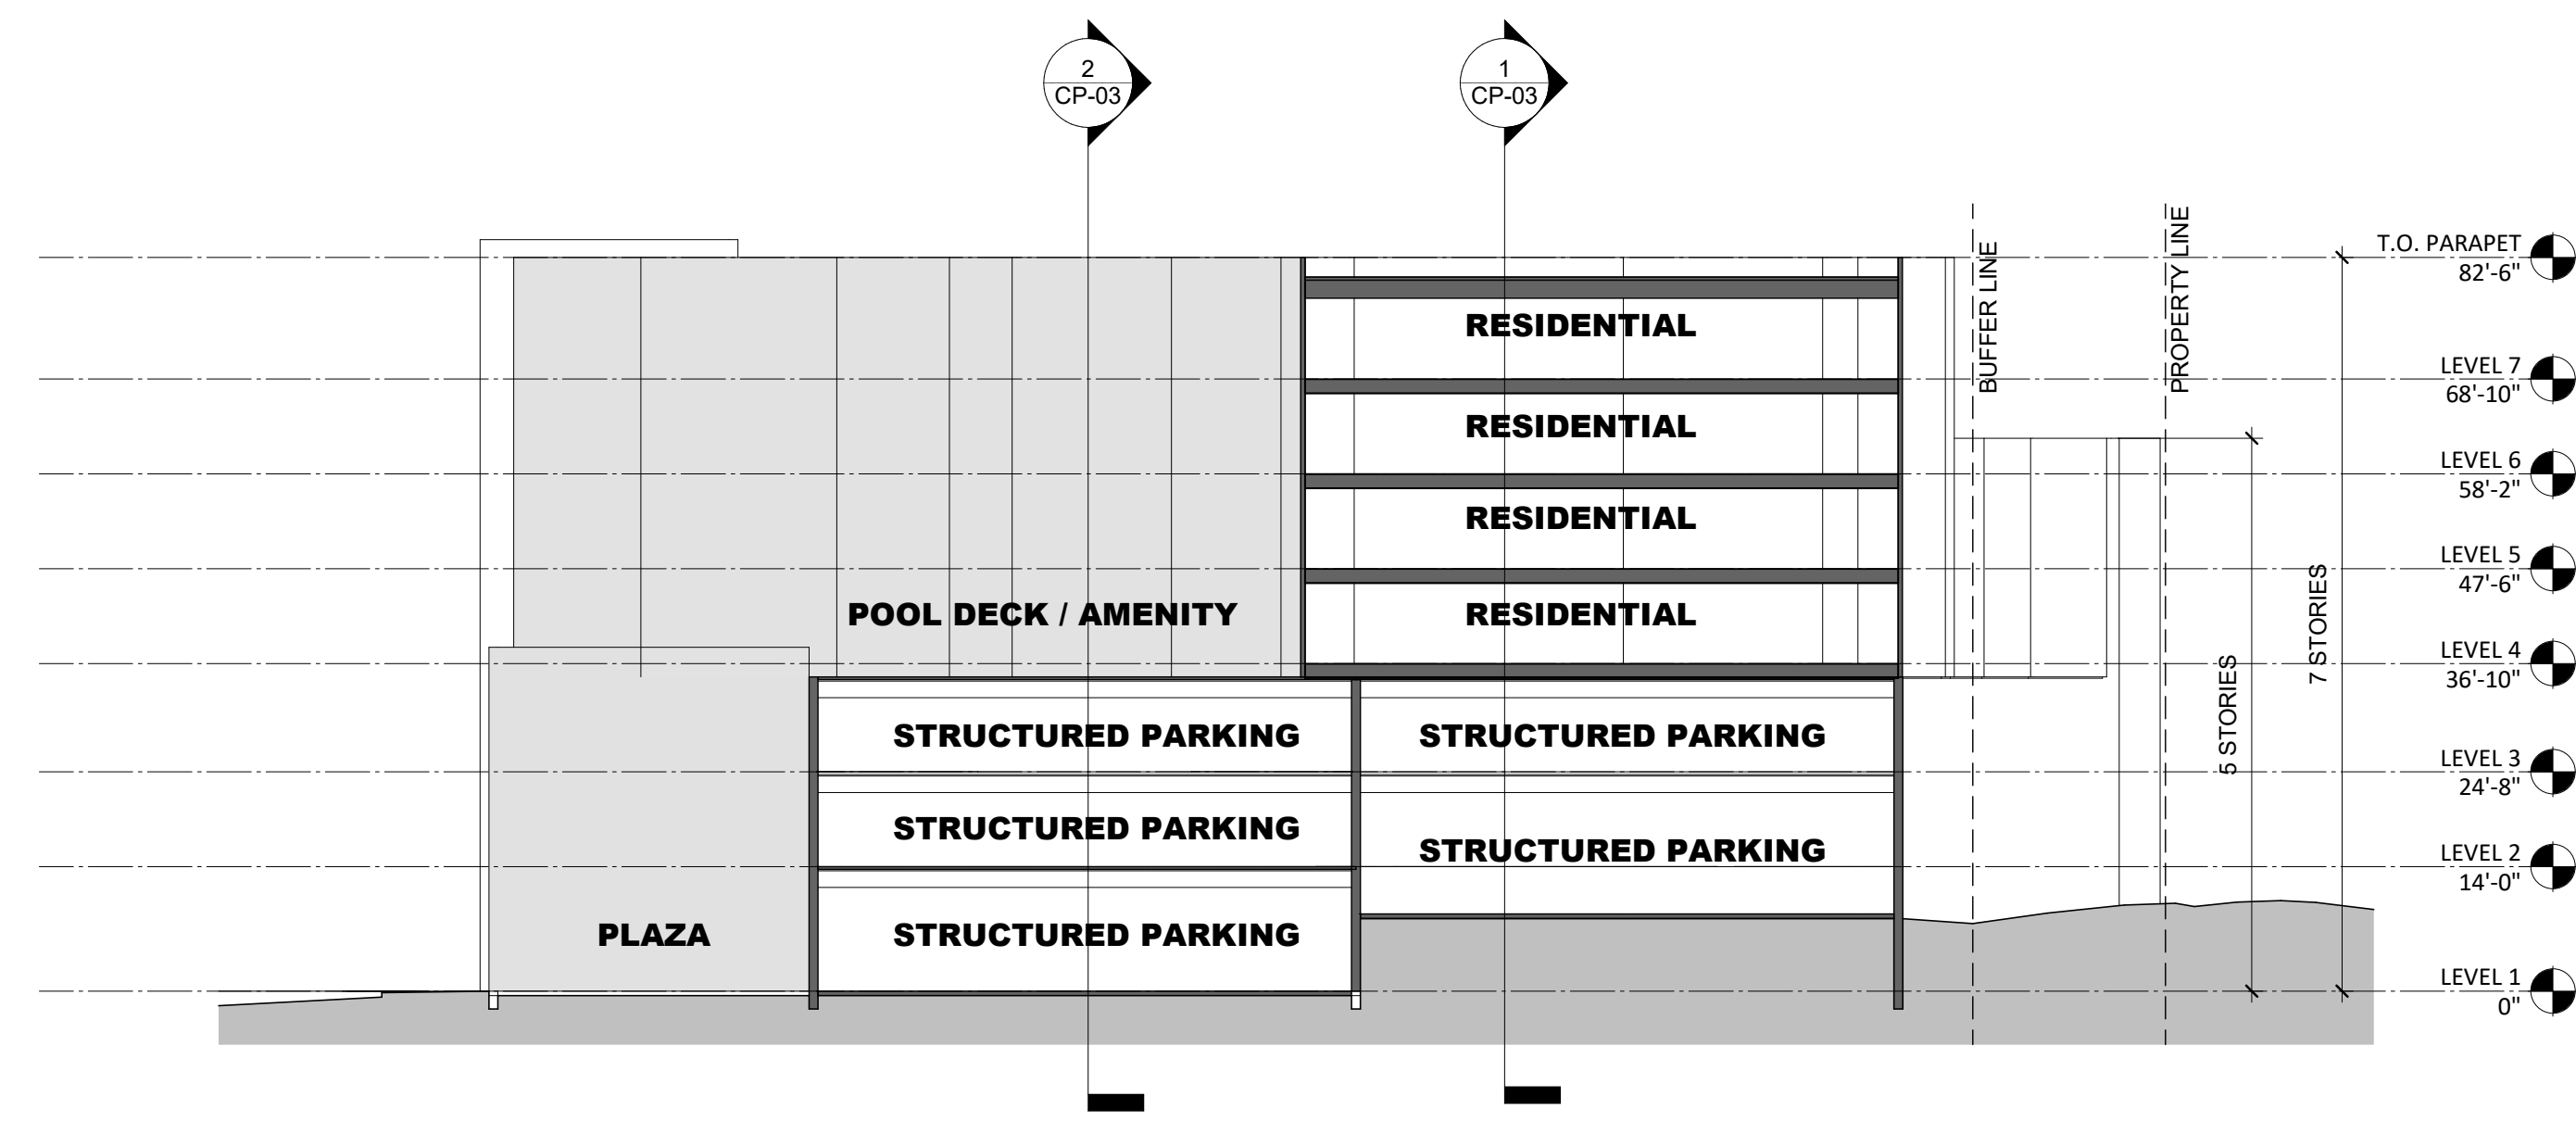 2
CP-03
1
CP-03
BUFFER LINE
PROPERTY LINE
T.O. PARAPET
82'-6"
RESIDENTIAL
LEVEL 7
68'-10"
RESIDENTIAL
LEVEL 6
58'-2"
RESIDENTIAL
LEVEL 5
47'-6"
POOL DECK / AMENITY
RESIDENTIAL
7 STORIES
LEVEL 4
36'-10"
5 STORIES
STRUCTURED PARKING
STRUCTURED PARKING
LEVEL 3
24'-8"
STRUCTURED PARKING
STRUCTURED PARKING
LEVEL 2
14'-0"
PLAZA
STRUCTURED PARKING
LEVEL 1
0"